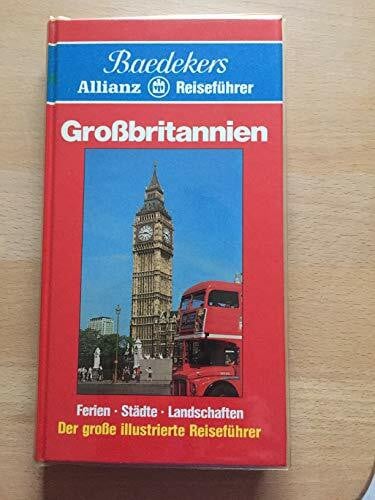 Baedekers
Allianz Reiseführer
Großbritannien
Ferien · Städte · Landschaften
Der große illustrierte Reiseführer